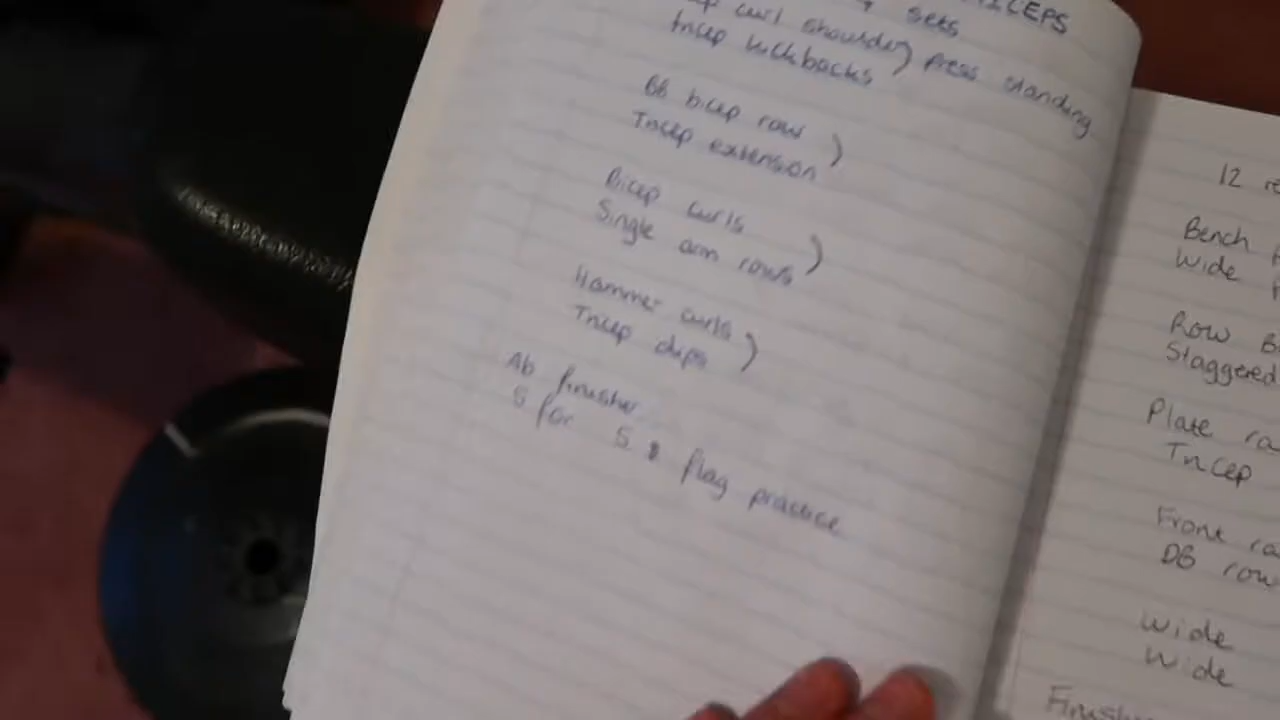 sets
curl shoulder) press standing
tricep kickbacks
BB bicep row )
Tricep extension
Bicep curls )
Single arm rows
Hammer curls )
Tricep dips
Ab finisher
5 for 5 & flag practice
12
Bench
Wide
Row
Staggered
Plate
Tricep
Front
DB row
Wide
Wide